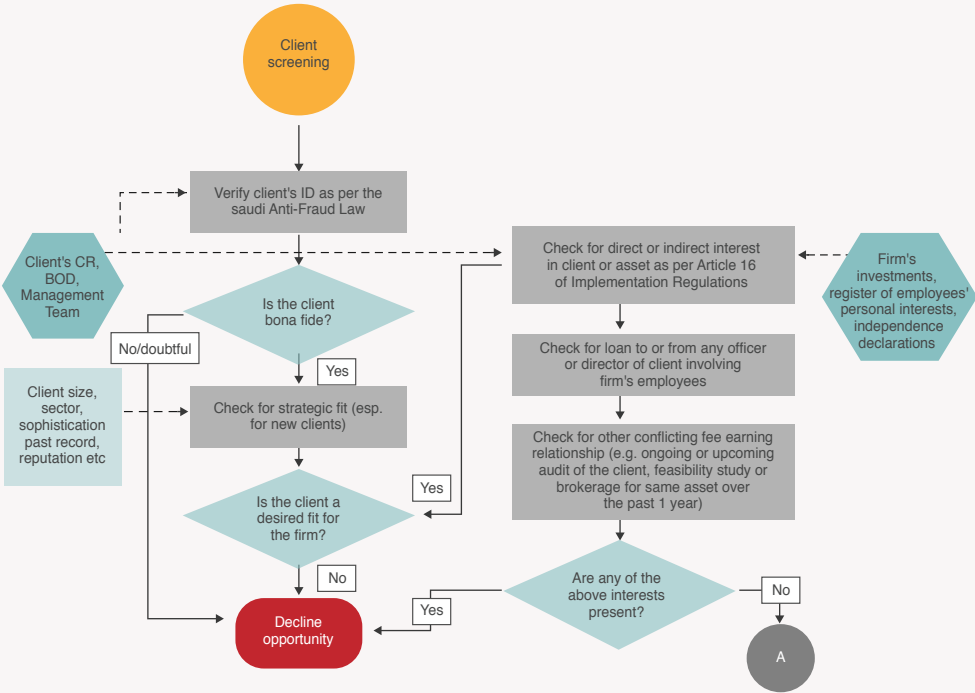 Client
screening
Verify client's ID as per the
saudi Anti-Fraud Law
Client's CR,
BOD,
Management
Team
Is the client
bona fide?
No/doubtful
Yes
Client size,
sector,
sophistication
past record,
reputation etc
Check for strategic fit (esp.
for new clients)
Is the client a
desired fit for
the firm?
Yes
No
Decline
opportunity
Check for direct or indirect interest
in client or asset as per Article 16
of Implementation Regulations
Firm's
investments,
register of employees'
personal interests,
independence
declarations
Check for loan to or from any officer
or director of client involving
firm's employees
Check for other conflicting fee earning
relationship (e.g. ongoing or upcoming
audit of the client, feasibility study or
brokerage for same asset over
the past 1 year)
Are any of the
above interests
present?
Yes
No
A